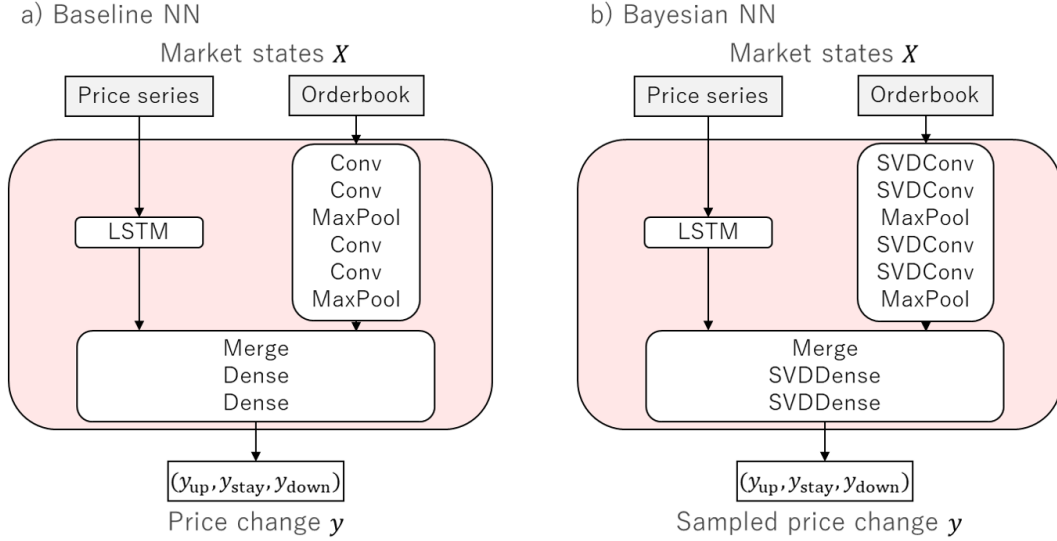 a) Baseline NN
Market states X
Price series
Orderbook
Conv
Conv
MaxPool
Conv
Conv
MaxPool
LSTM
Merge
Dense
Dense
(y_up, y_stay, y_down)
Price change y
b) Bayesian NN
Market states X
Price series
Orderbook
SVDConv
SVDConv
MaxPool
SVDConv
SVDConv
MaxPool
LSTM
Merge
SVDDense
SVDDense
(y_up, y_stay, y_down)
Sampled price change y